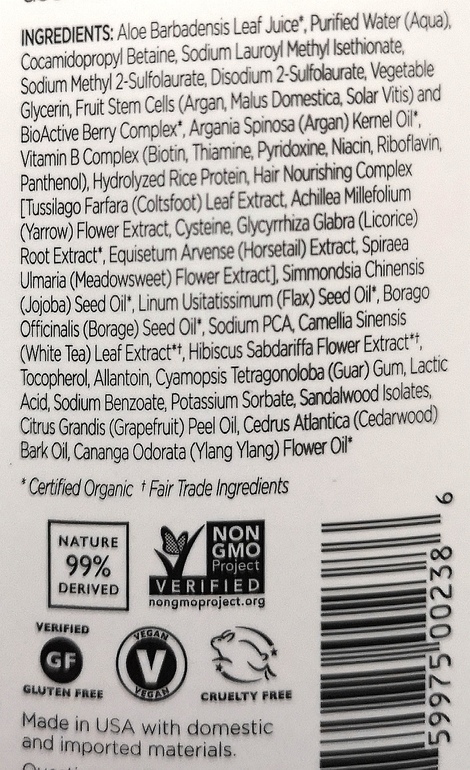 INGREDIENTS: Aloe Barbadensis Leaf Juice*, Purified Water (Aqua),
Cocamidopropyl Betaine, Sodium Lauroyl Methyl Isethionate,
Sodium Methyl 2-Sulfolaurate, Disodium 2-Sulfolaurate, Vegetable
Glycerin, Fruit Stem Cells (Argan, Malus Domestica, Solar Vitis) and
BioActive Berry Complex*, Argania Spinosa (Argan) Kernel Oil*,
Vitamin B Complex (Biotin, Thiamine, Pyridoxine, Niacin, Riboflavin,
Panthenol), Hydrolyzed Rice Protein, Hair Nourishing Complex
[Tussilago Farfara (Coltsfoot) Leaf Extract, Achillea Millefolium
(Yarrow) Flower Extract, Cysteine, Glycyrrhiza Glabra (Licorice)
Root Extract*, Equisetum Arvense (Horsetail) Extract, Spiraea
Ulmaria (Meadowsweet) Flower Extract], Simmondsia Chinensis
(Jojoba) Seed Oil*, Linum Usitatissimum (Flax) Seed Oil*, Borago
Officinalis (Borage) Seed Oil*, Sodium PCA, Camellia Sinensis
(White Tea) Leaf Extract*†, Hibiscus Sabdariffa Flower Extract*†,
Tocopherol, Allantoin, Cyamopsis Tetragonoloba (Guar) Gum, Lactic
Acid, Sodium Benzoate, Potassium Sorbate, Sandalwood Isolates,
Citrus Grandis (Grapefruit) Peel Oil, Cedrus Atlantica (Cedarwood)
Bark Oil, Cananga Odorata (Ylang Ylang) Flower Oil*
* Certified Organic † Fair Trade Ingredients
NATURE
99%
DERIVED
NON
GMO
Project
VERIFIED
nongmoproject.org
VERIFIED
GF
GLUTEN FREE
VEGAN
V
VEGAN
CRUELTY FREE
Made in USA with domestic
and imported materials.
59975 00238 6